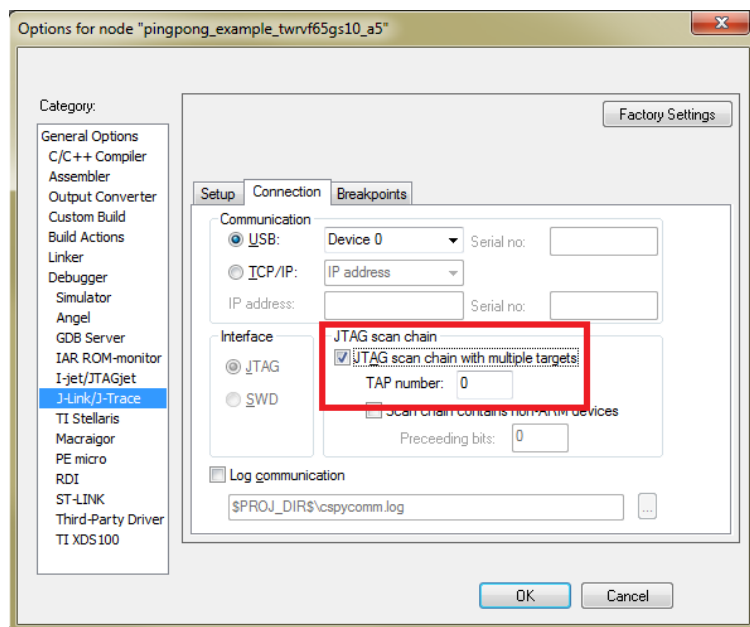 Options for node "pingpong_example_twrvf65gs10_a5"
Category:
Factory Settings
General Options
C/C++ Compiler
Assembler
Output Converter
Custom Build
Build Actions
Linker
Debugger
Simulator
Angel
GDB Server
IAR ROM-monitor
I-jet/JTAGjet
J-Link/J-Trace
TI Stellaris
Macraigor
PE micro
RDI
ST-LINK
Third-Party Driver
TI XDS100
Setup Connection Breakpoints
Communication
USB: Device 0 Serial no:
TCP/IP: IP address
IP address: Serial no:
Interface
JTAG
SWD
JTAG scan chain
JTAG scan chain with multiple targets
TAP number: 0
Scan chain contains non-ARM devices
Preceeding bits: 0
Log communication
$PROJ_DIR$\cspycomm.log ...
OK Cancel